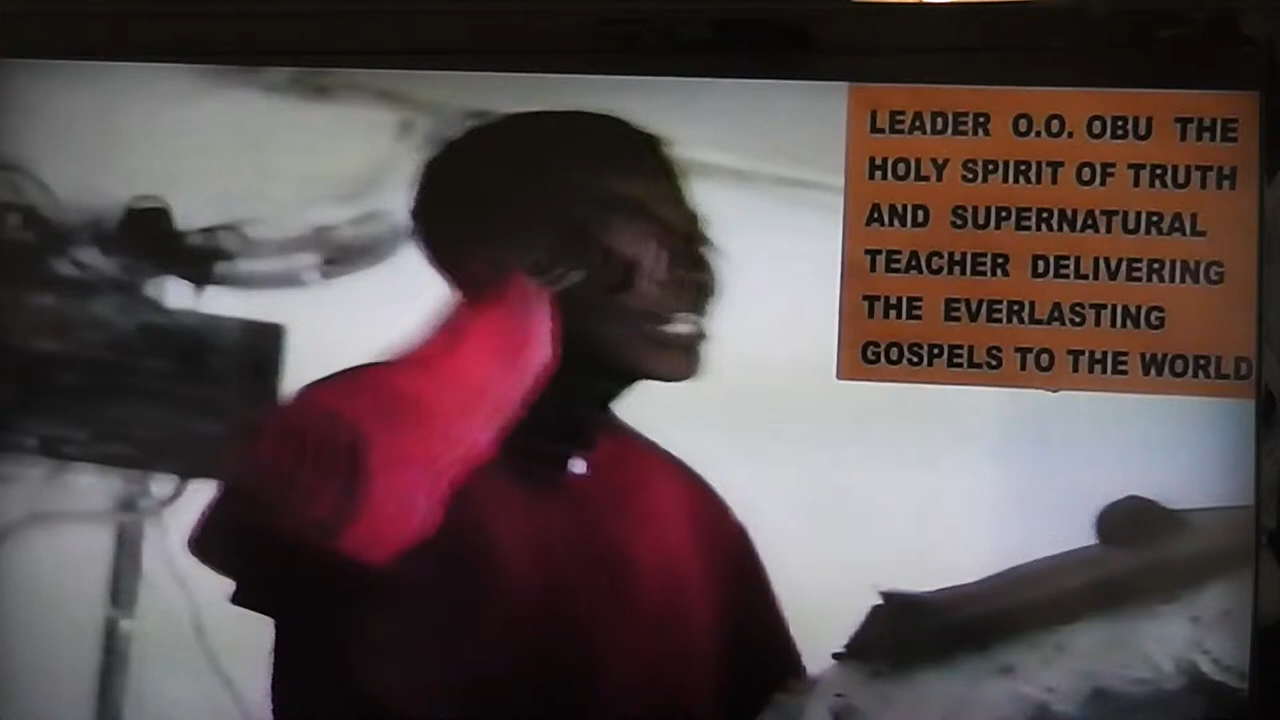 LEADER O.O. OBU THE
HOLY SPIRIT OF TRUTH
AND SUPERNATURAL
TEACHER DELIVERING
THE EVERLASTING
GOSPELS TO THE WORLD